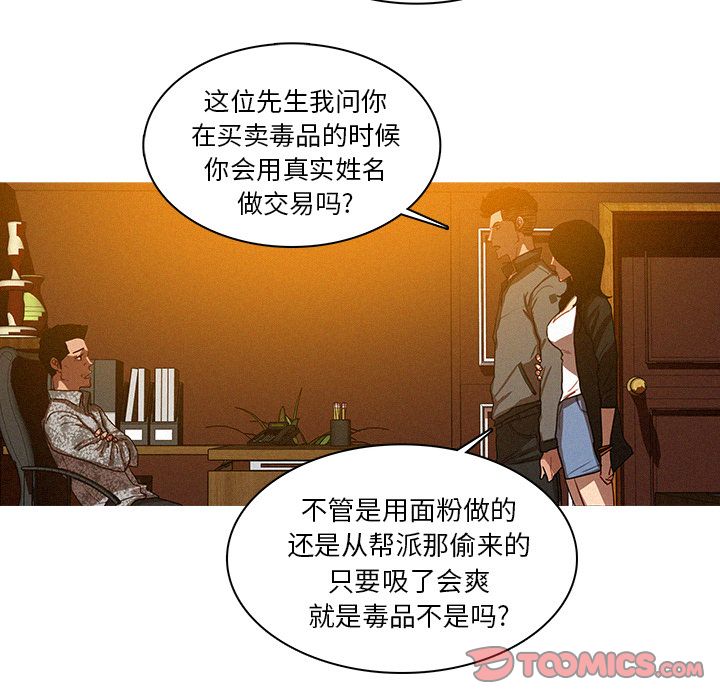 这位先生我问你
在买卖毒品的时候
你会用真实姓名
做交易吗?
不管是用面粉做的
还是从帮派那偷来的
只要吸了会爽
就是毒品不是吗?
TOOMICS.COM